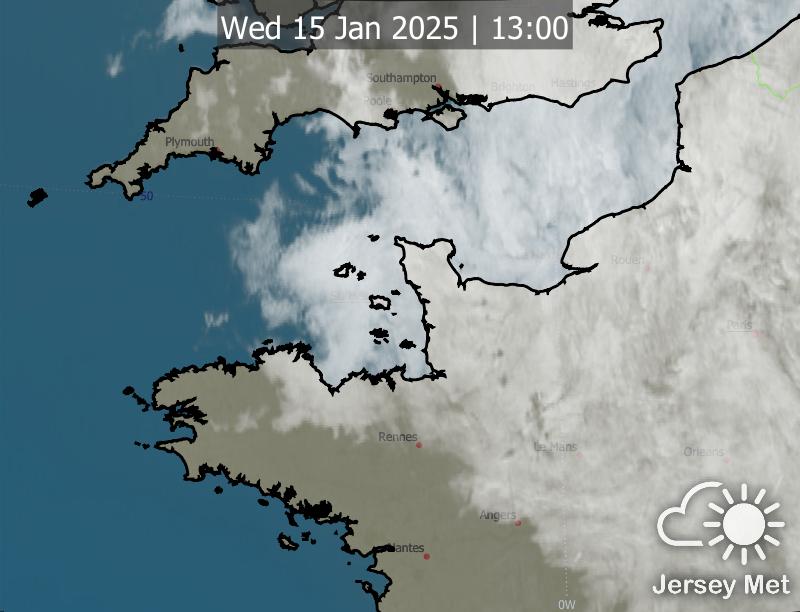 Wed 15 Jan 2025 | 13:00
Southampton
Brighton
Hastings
Poole
Plymouth
50
Rouen
Paris
Rennes
Le Mans
Orleans
Angers
Nantes
0W
Jersey Met